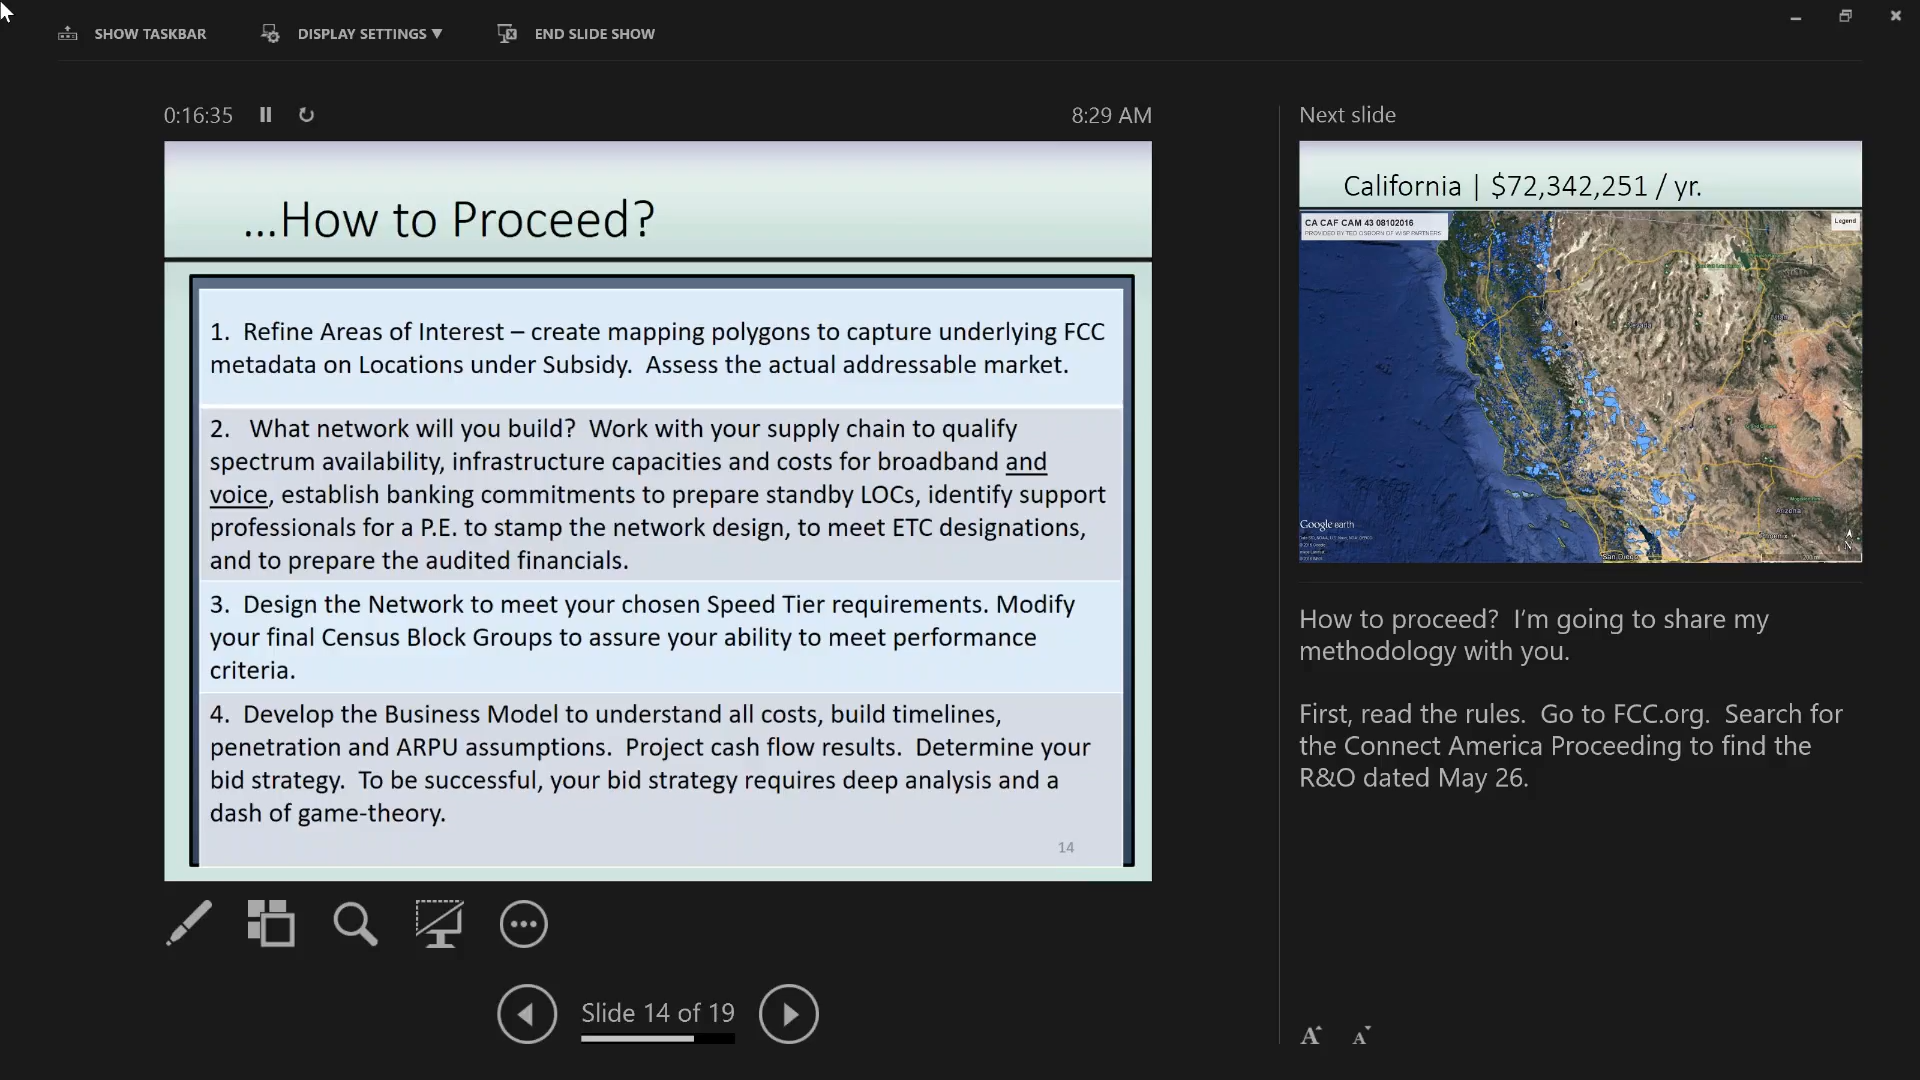 SHOW TASKBAR
DISPLAY SETTINGS ▼
END SLIDE SHOW
0:16:35
8:29 AM
...How to Proceed?
1. Refine Areas of Interest – create mapping polygons to capture underlying FCC
metadata on Locations under Subsidy. Assess the actual addressable market.
2. What network will you build? Work with your supply chain to qualify
spectrum availability, infrastructure capacities and costs for broadband and
voice, establish banking commitments to prepare standby LOCs, identify support
professionals for a P.E. to stamp the network design, to meet ETC designations,
and to prepare the audited financials.
3. Design the Network to meet your chosen Speed Tier requirements. Modify
your final Census Block Groups to assure your ability to meet performance
criteria.
4. Develop the Business Model to understand all costs, build timelines,
penetration and ARPU assumptions. Project cash flow results. Determine your
bid strategy. To be successful, your bid strategy requires deep analysis and a
dash of game-theory.
14
Slide 14 of 19
Next slide
California | $72,342,251 / yr.
CA CAF CAM 43 08102016
PROVIDED BY TED OSBORN OF WISP.PARTNERS
Legend
Arizona
Google earth
San Diego
N
How to proceed? I'm going to share my
methodology with you.
First, read the rules. Go to FCC.org. Search for
the Connect America Proceeding to find the
R&O dated May 26.
A A